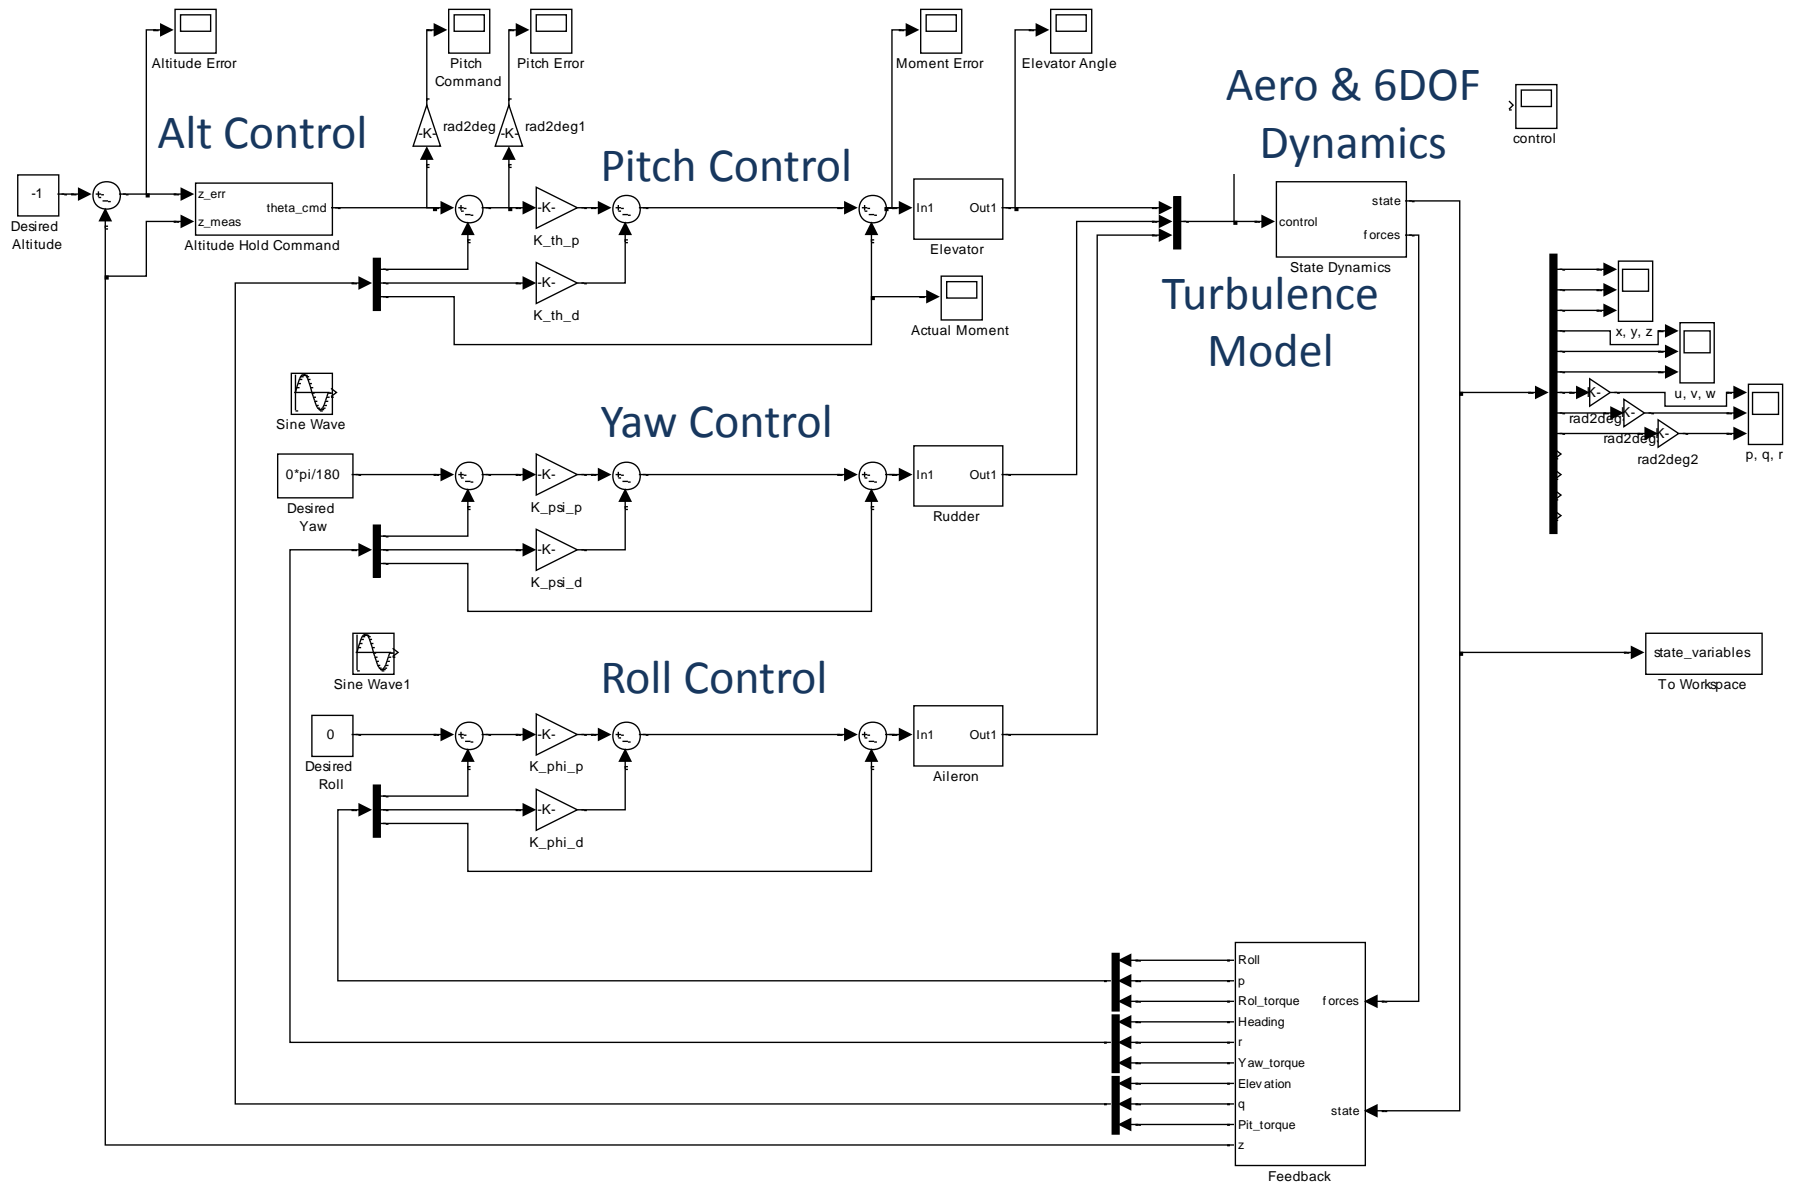 Altitude Error
Pitch
Command
Pitch Error
Moment Error
Elevator Angle
Aero & 6DOF
Dynamics
control
Alt Control
-K-
rad2deg
-K-
rad2deg1
Pitch Control
-1
Desired
Altitude
z_err
z_meas
theta_cmd
Altitude Hold Command
-K-
K_th_p
-K-
K_th_d
In1
Out1
Elevator
Actual Moment
control
state
forces
State Dynamics
Turbulence
Model
x, y, z
u, v, w
K-
rad2deg
K-
rad2deg
K-
rad2deg2
p, q, r
Sine Wave
Yaw Control
0*pi/180
Desired
Yaw
-K-
K_psi_p
-K-
K_psi_d
In1
Out1
Rudder
Sine Wave1
Roll Control
0
Desired
Roll
-K-
K_phi_p
-K-
K_phi_d
In1
Out1
Aileron
state_variables
To Workspace
Roll
p
Rol_torque
Heading
r
Yaw_torque
Elevation
q
Pit_torque
z
forces
state
Feedback